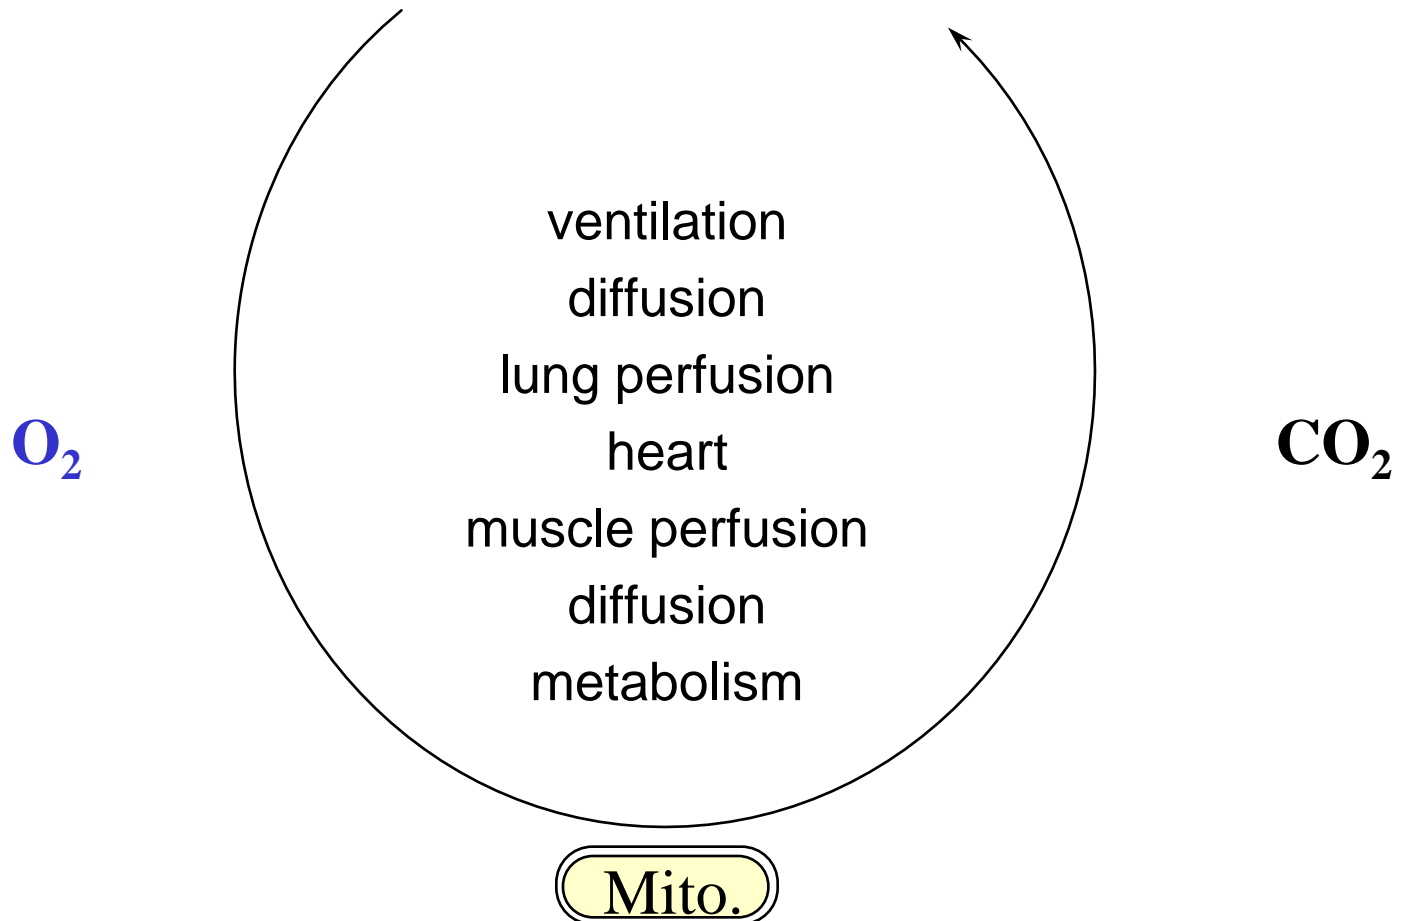 ventilation
diffusion
lung perfusion
O₂
heart
CO₂
muscle perfusion
diffusion
metabolism
Mito.